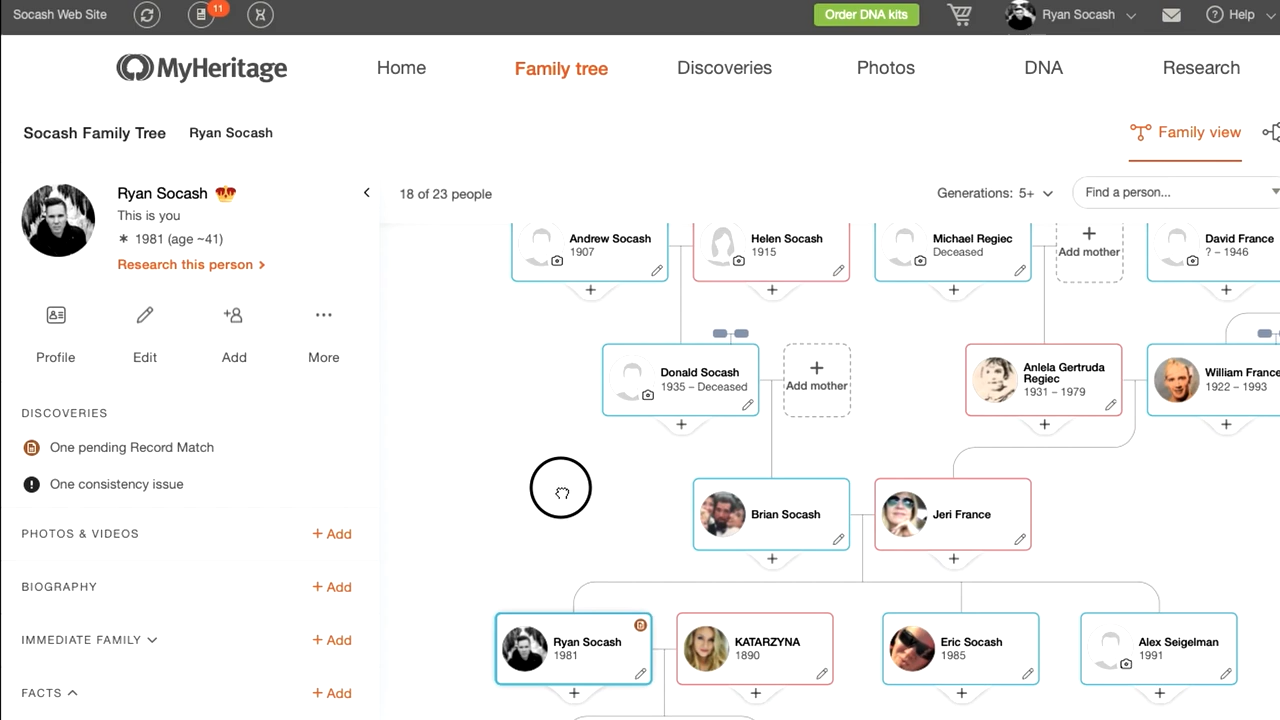 Socash Web Site
11
Order DNA kits
Ryan Socash
Help
MyHeritage
Home
Family tree
Discoveries
Photos
DNA
Research
Socash Family Tree
Ryan Socash
Family view
Ryan Socash
This is you
1981 (age ~41)
Research this person
18 of 23 people
Generations: 5+
Find a person...
Profile
Edit
Add
More
DISCOVERIES
One pending Record Match
One consistency issue
PHOTOS & VIDEOS
+ Add
BIOGRAPHY
+ Add
IMMEDIATE FAMILY
+ Add
FACTS
+ Add
Andrew Socash
1907
Helen Socash
1915
Michael Regiec
Deceased
+
Add mother
David France
? – 1946
Donald Socash
1935 – Deceased
+
Add mother
Anlela Gertruda
Regiec
1931 – 1979
William France
1922 – 1993
Brian Socash
Jeri France
Ryan Socash
1981
KATARZYNA
1890
Eric Socash
1985
Alex Seigelman
1991